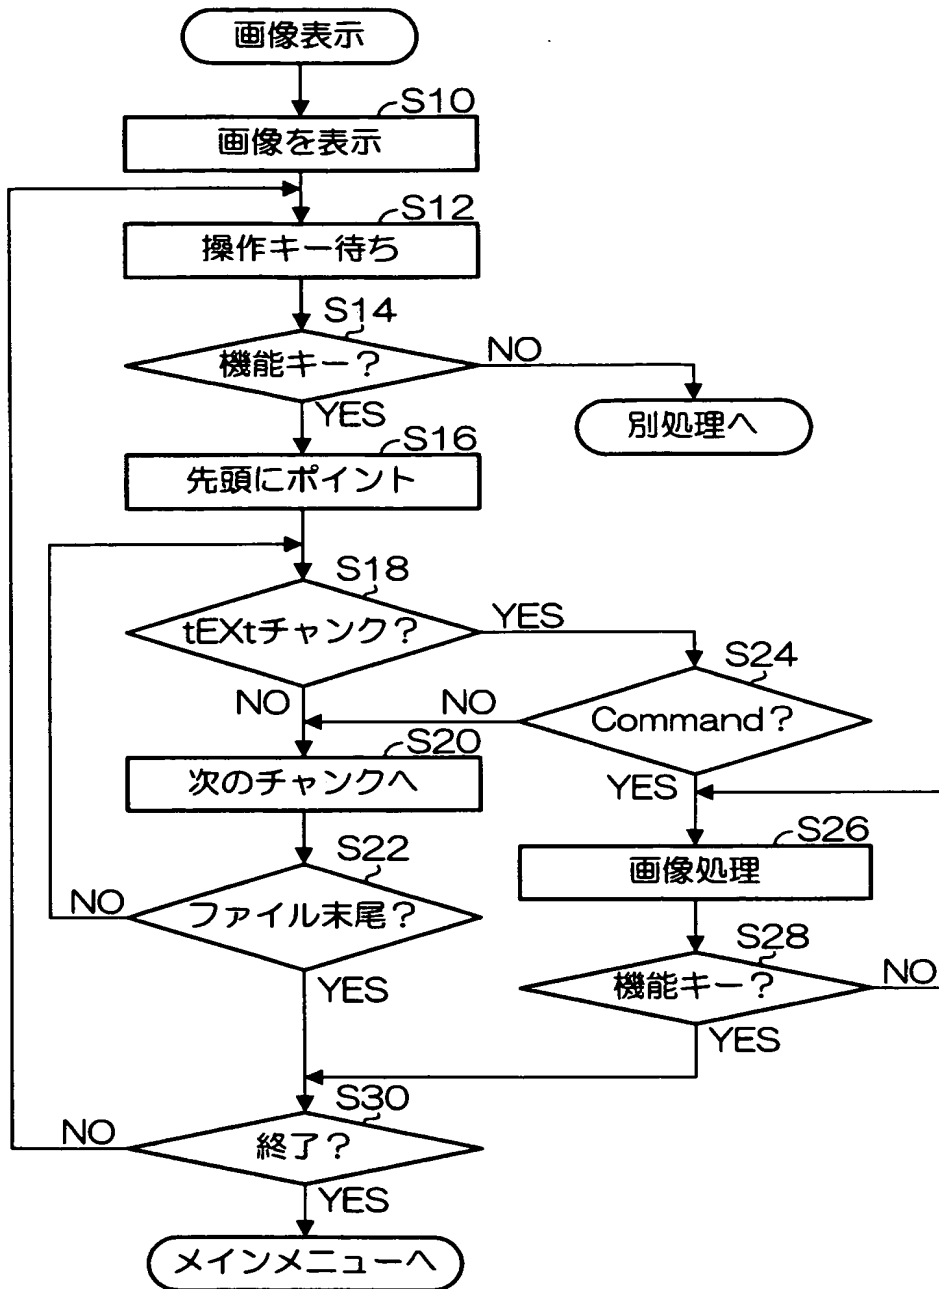 画像表示
S10
画像を表示
S12
操作キー待ち
S14
機能キー?
NO
YES
別処理へ
S16
先頭にポイント
S18
tEXtチャンク?
YES
NO
S24
Command?
NO
YES
S20
次のチャンクへ
S22
ファイル末尾?
NO
YES
S26
画像処理
S28
機能キー?
NO
YES
S30
終了?
NO
YES
メインメニューへ